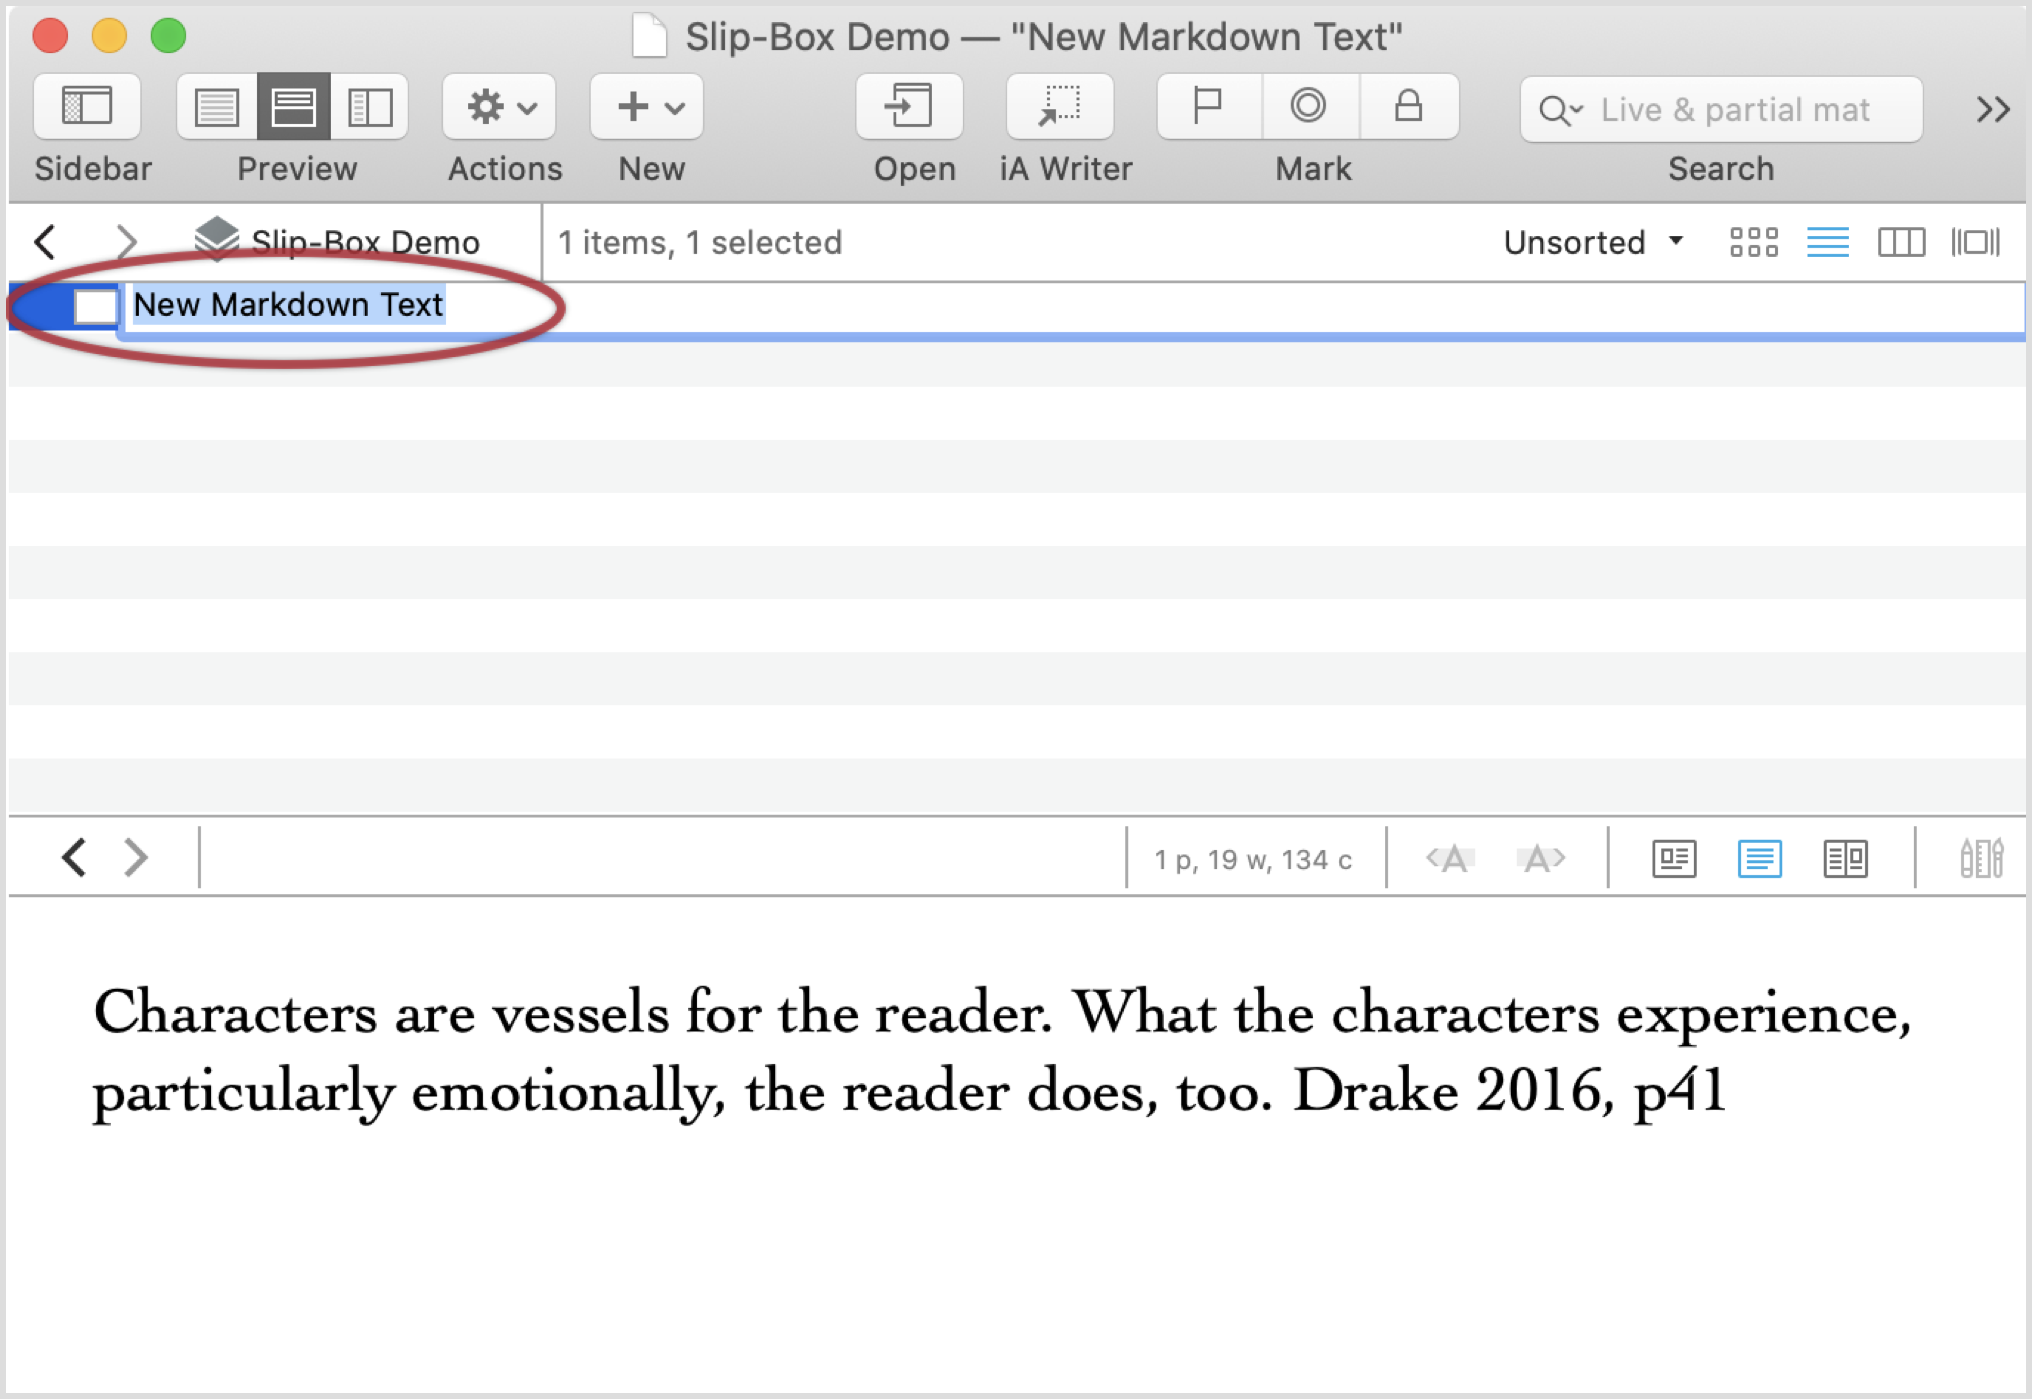 Slip-Box Demo — "New Markdown Text"
Live & partial mat
Sidebar Preview Actions New Open iA Writer Mark Search
Slip-Box Demo 1 items, 1 selected Unsorted
New Markdown Text
1 p, 19 w, 134 c A A
Characters are vessels for the reader. What the characters experience,
particularly emotionally, the reader does, too. Drake 2016, p41